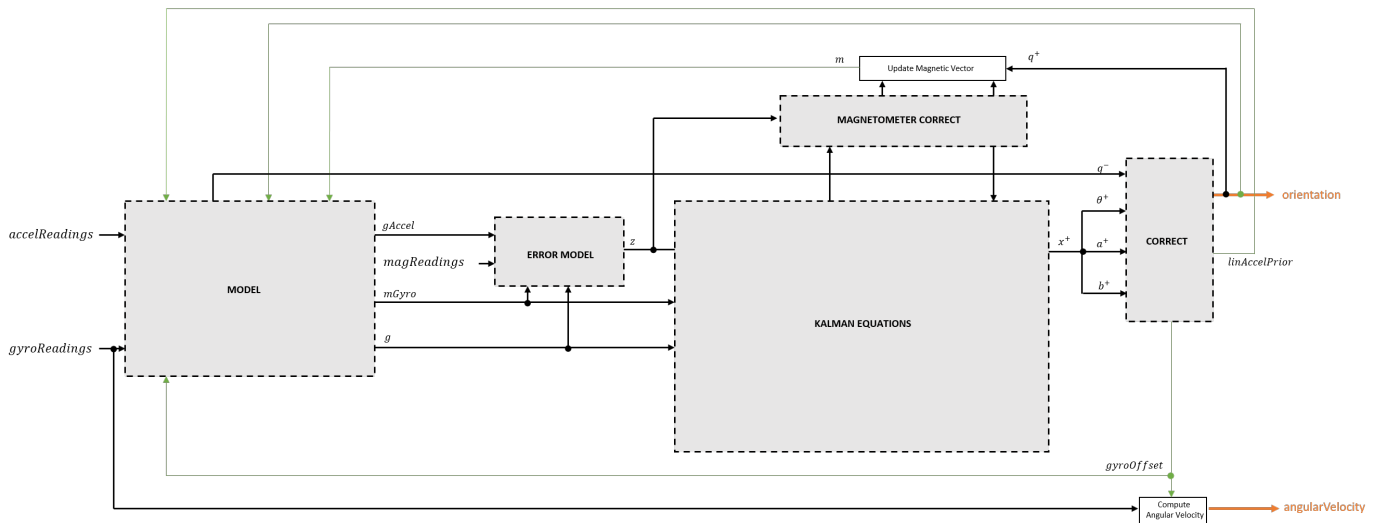 m
Update Magnetic Vector
q⁺
MAGNETOMETER CORRECT
q⁻
orientation
θ⁺
accelReadings
gAccel
z
x⁺
a⁺
CORRECT
magReadings
ERROR MODEL
linAccelPrior
MODEL
mGyro
b⁺
KALMAN EQUATIONS
gyroReadings
g
gyroOffset
Compute
Angular Velocity
angularVelocity